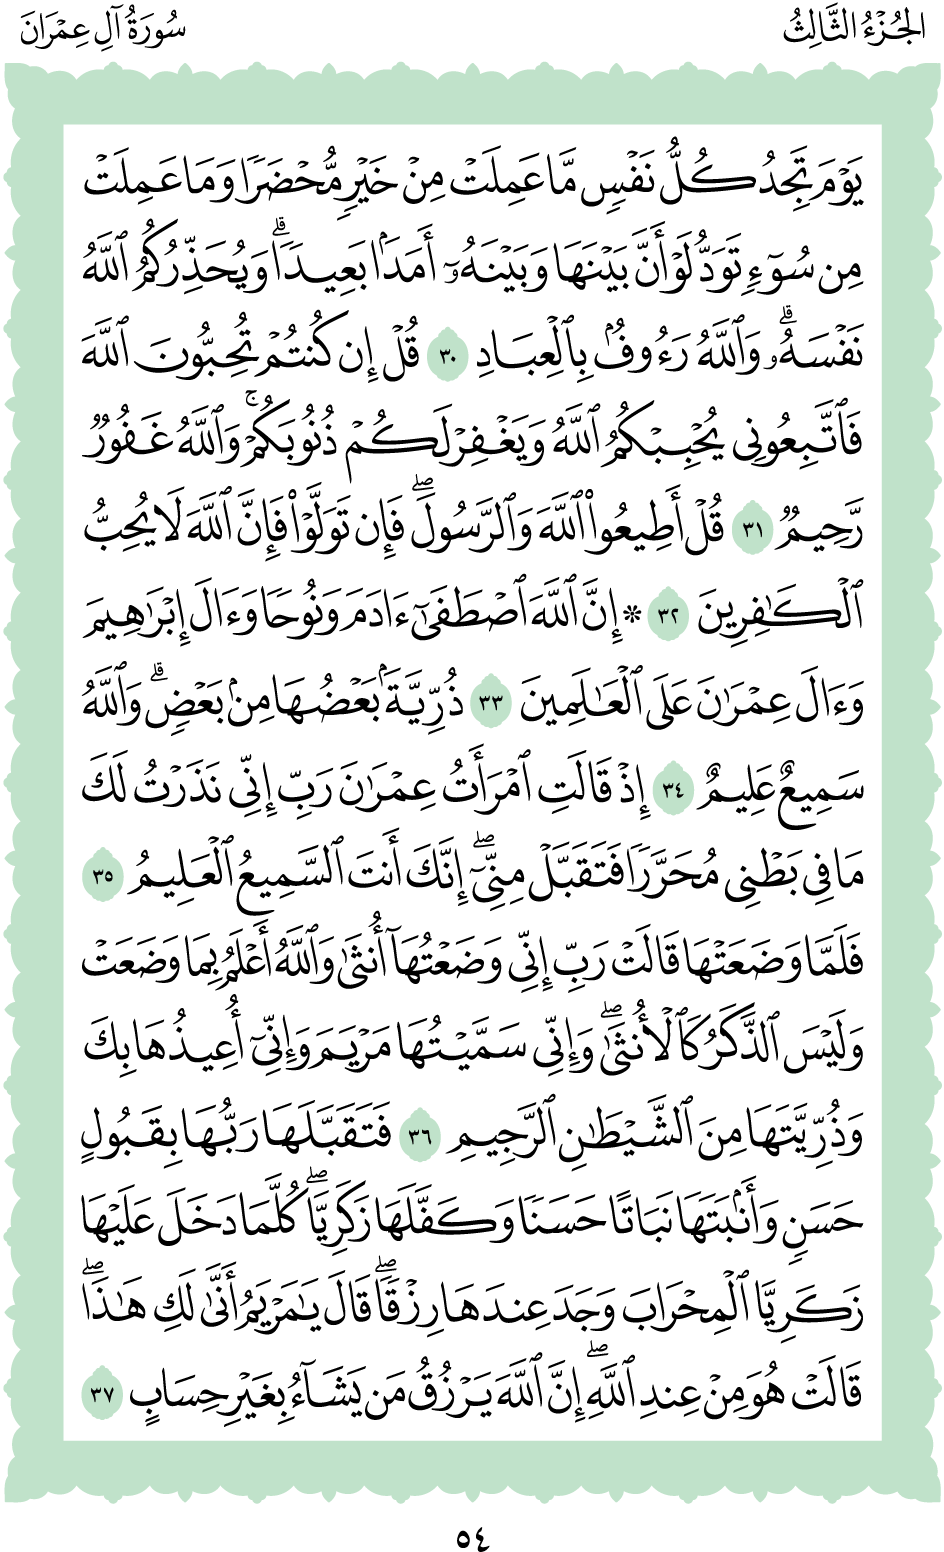 الجُزْءُ الثَّالِثُ
سُورَةُ آلِ عِمْرَانَ
يَوْمَ تَجِدُ كُلُّ نَفْسٍ مَّا عَمِلَتْ مِنْ خَيْرٍ مُّحْضَرًا وَمَا عَمِلَتْ
مِن سُوٓءٍ تَوَدُّ لَوْ أَنَّ بَيْنَهَا وَبَيْنَهُۥٓ أَمَدَۢا بَعِيدًاۗ وَيُحَذِّرُكُمُ ٱللَّهُ
نَفْسَهُۥۗ وَٱللَّهُ رَءُوفُۢ بِٱلْعِبَادِ ٣٠ قُلْ إِن كُنتُمْ تُحِبُّونَ ٱللَّهَ
فَٱتَّبِعُونِى يُحْبِبْكُمُ ٱللَّهُ وَيَغْفِرْ لَكُمْ ذُنُوبَكُمْۚ وَٱللَّهُ غَفُورٌ
رَّحِيمٌ ٣١ قُلْ أَطِيعُوا۟ ٱللَّهَ وَٱلرَّسُولَۖ فَإِن تَوَلَّوْا۟ فَإِنَّ ٱللَّهَ لَا يُحِبُّ
ٱلْكَـٰفِرِينَ ٣٢ * إِنَّ ٱللَّهَ ٱصْطَفَىٰٓ ءَادَمَ وَنُوحًا وَءَالَ إِبْرَٰهِيمَ
وَءَالَ عِمْرَٰنَ عَلَى ٱلْعَـٰلَمِينَ ٣٣ ذُرِّيَّةَۢ بَعْضُهَا مِنۢ بَعْضٍۗ وَٱللَّهُ
سَمِيعٌ عَلِيمٌ ٣٤ إِذْ قَالَتِ ٱمْرَأَتُ عِمْرَٰنَ رَبِّ إِنِّى نَذَرْتُ لَكَ
مَا فِى بَطْنِى مُحَرَّرًا فَتَقَبَّلْ مِنِّىٓۖ إِنَّكَ أَنتَ ٱلسَّمِيعُ ٱلْعَلِيمُ ٣٥
فَلَمَّا وَضَعَتْهَا قَالَتْ رَبِّ إِنِّى وَضَعْتُهَآ أُنثَىٰ وَٱللَّهُ أَعْلَمُ بِمَا وَضَعَتْ
وَلَيْسَ ٱلذَّكَرُ كَٱلْأُنثَىٰۖ وَإِنِّى سَمَّيْتُهَا مَرْيَمَ وَإِنِّىٓ أُعِيذُهَا بِكَ
وَذُرِّيَّتَهَا مِنَ ٱلشَّيْطَـٰنِ ٱلرَّجِيمِ ٣٦ فَتَقَبَّلَهَا رَبُّهَا بِقَبُولٍ
حَسَنٍ وَأَنۢبَتَهَا نَبَاتًا حَسَنًا وَكَفَّلَهَا زَكَرِيَّاۖ كُلَّمَا دَخَلَ عَلَيْهَا
زَكَرِيَّا ٱلْمِحْرَابَ وَجَدَ عِندَهَا رِزْقًاۖ قَالَ يَـٰمَرْيَمُ أَنَّىٰ لَكِ هَـٰذَاۖ
قَالَتْ هُوَ مِنْ عِندِ ٱللَّهِۖ إِنَّ ٱللَّهَ يَرْزُقُ مَن يَشَآءُ بِغَيْرِ حِسَابٍ ٣٧
٥٤